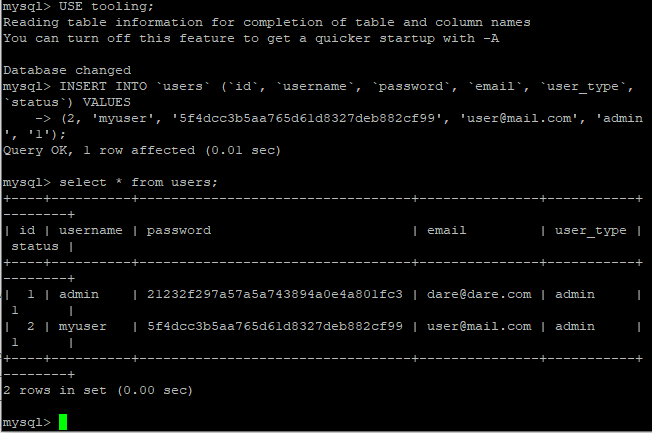 mysql> USE tooling;
Reading table information for completion of table and column names
You can turn off this feature to get a quicker startup with -A
Database changed
mysql> INSERT INTO `users` (`id`, `username`, `password`, `email`, `user_type`,
`status`) VALUES
    -> (2, 'myuser', '5f4dcc3b5aa765d61d8327deb882cf99', 'user@mail.com', 'admin
', '1');
Query OK, 1 row affected (0.01 sec)
mysql> select * from users;
+----+----------+----------------------------------+---------------+-----------+
--------+
| id | username | password                         | email         | user_type |
 status |
+----+----------+----------------------------------+---------------+-----------+
--------+
|  1 | admin    | 21232f297a57a5a743894a0e4a801fc3 | dare@dare.com | admin     |
 1      |
|  2 | myuser   | 5f4dcc3b5aa765d61d8327deb882cf99 | user@mail.com | admin     |
 1      |
+----+----------+----------------------------------+---------------+-----------+
--------+
2 rows in set (0.00 sec)
mysql>